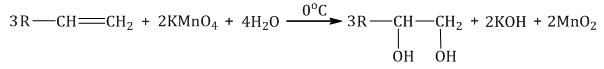 3R—CH=CH₂ + 2KMnO₄ + 4H₂O 0°C 3R—CH—CH₂ + 2KOH + 2MnO₂
OH OH